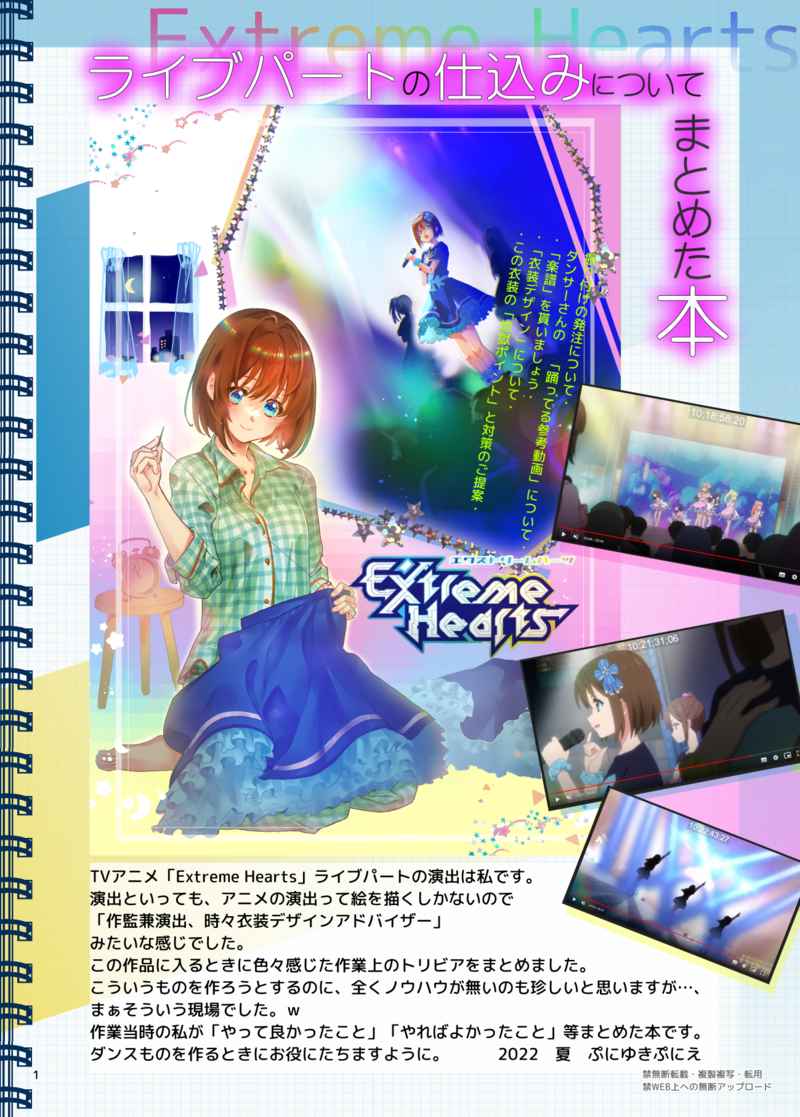 Extreme Hearts
ライブパートの仕込みについて
まとめた本
付けの発注について・
ダンサーさんの「踊ってる参考動画」について・
・「楽譜」を貰いましょう・
・「衣装デザイン」について・
・この衣装の「地獄ポイント」と対策のご提案・
10;18;56;20
エクストリームハーツ
Extreme Hearts
10;21;31;06
10;22;43;27
TVアニメ「Extreme Hearts」ライブパートの演出は私です。
演出といっても、アニメの演出って絵を描くしかないので
「作監兼演出、時々衣装デザインアドバイザー」
みたいな感じでした。
この作品に入るときに色々感じた作業上のトリビアをまとめました。
こういうものを作ろうとするのに、全くノウハウが無いのも珍しいと思いますが…、
まぁそういう現場でした。w
作業当時の私が「やって良かったこと」「やればよかったこと」等まとめた本です。
ダンスものを作るときにお役にたちますように。 2022 夏 ぷにゆきぷにえ
1
禁無断転載・複製複写・転用
禁WEB上への無断アップロード